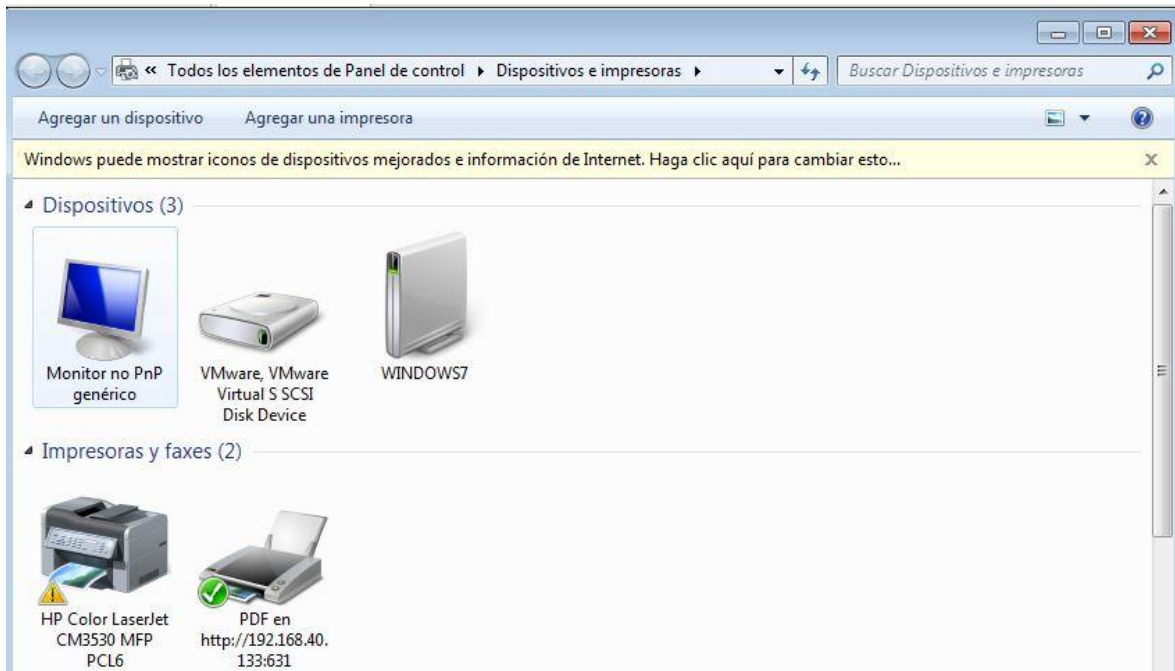 « Todos los elementos de Panel de control ▸ Dispositivos e impresoras ▸
Buscar Dispositivos e impresoras
Agregar un dispositivo Agregar una impresora
Windows puede mostrar iconos de dispositivos mejorados e información de Internet. Haga clic aquí para cambiar esto...
Dispositivos (3)
Monitor no PnP
genérico
VMware, VMware
Virtual S SCSI
Disk Device
WINDOWS7
Impresoras y faxes (2)
HP Color LaserJet
CM3530 MFP
PCL6
PDF en
http://192.168.40.
133:631